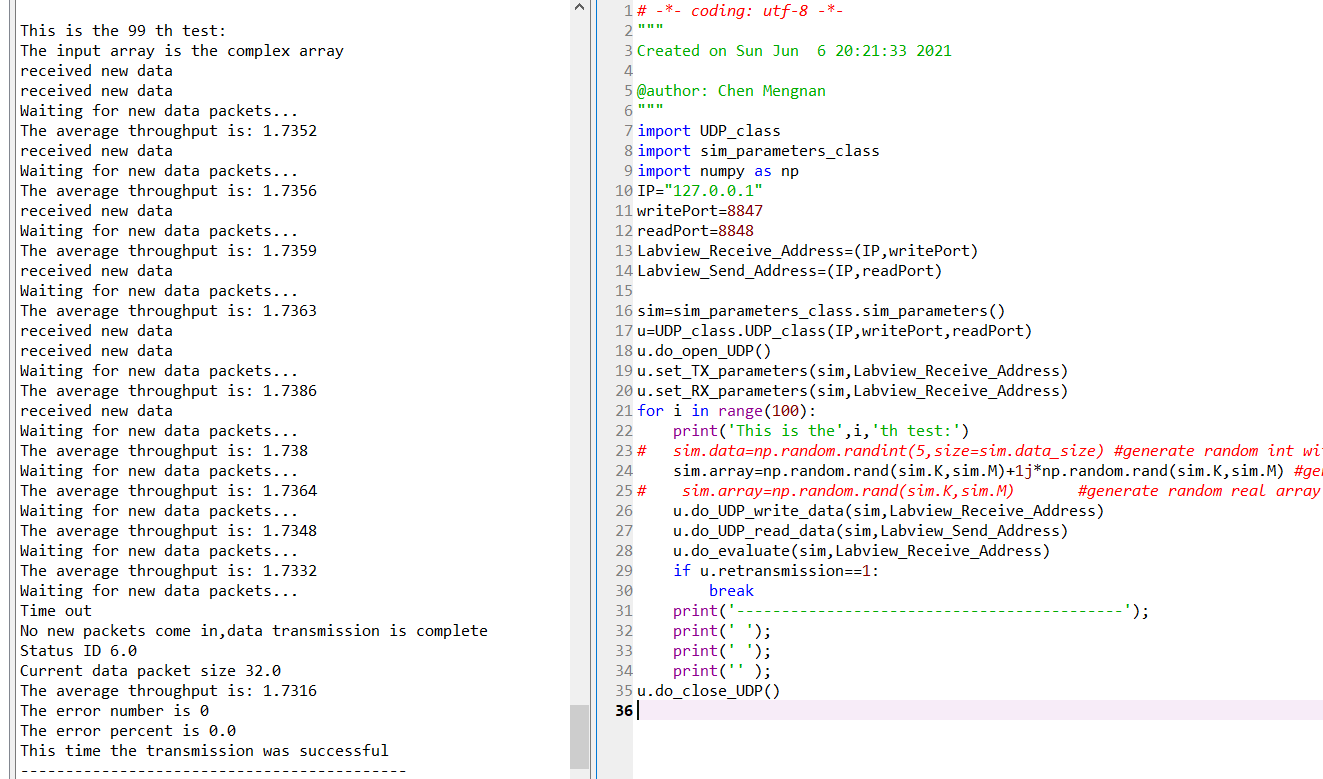 This is the 99 th test:
The input array is the complex array
received new data
received new data
Waiting for new data packets...
The average throughput is: 1.7352
received new data
Waiting for new data packets...
The average throughput is: 1.7356
received new data
Waiting for new data packets...
The average throughput is: 1.7359
received new data
Waiting for new data packets...
The average throughput is: 1.7363
received new data
received new data
Waiting for new data packets...
The average throughput is: 1.7386
received new data
Waiting for new data packets...
The average throughput is: 1.738
Waiting for new data packets...
The average throughput is: 1.7364
Waiting for new data packets...
The average throughput is: 1.7348
Waiting for new data packets...
The average throughput is: 1.7332
Waiting for new data packets...
Time out
No new packets come in,data transmission is complete
Status ID 6.0
Current data packet size 32.0
The average throughput is: 1.7316
The error number is 0
The error percent is 0.0
This time the transmission was successful
-------------------------------------------
1 # -*- coding: utf-8 -*-
2 """
3 Created on Sun Jun  6 20:21:33 2021
4
5 @author: Chen Mengnan
6 """
7 import UDP_class
8 import sim_parameters_class
9 import numpy as np
10 IP="127.0.0.1"
11 writePort=8847
12 readPort=8848
13 Labview_Receive_Address=(IP,writePort)
14 Labview_Send_Address=(IP,readPort)
15
16 sim=sim_parameters_class.sim_parameters()
17 u=UDP_class.UDP_class(IP,writePort,readPort)
18 u.do_open_UDP()
19 u.set_TX_parameters(sim,Labview_Receive_Address)
20 u.set_RX_parameters(sim,Labview_Receive_Address)
21 for i in range(100):
22     print('This is the',i,'th test:')
23 #   sim.data=np.random.randint(5,size=sim.data_size) #generate random int
24     sim.array=np.random.rand(sim.K,sim.M)+1j*np.random.rand(sim.K,sim.M)
25 #    sim.array=np.random.rand(sim.K,sim.M)       #generate random real array
26     u.do_UDP_write_data(sim,Labview_Receive_Address)
27     u.do_UDP_read_data(sim,Labview_Send_Address)
28     u.do_evaluate(sim,Labview_Receive_Address)
29     if u.retransmission==1:
30         break
31     print('-------------------------------------------');
32     print(' ');
33     print(' ');
34     print('' );
35 u.do_close_UDP()
36